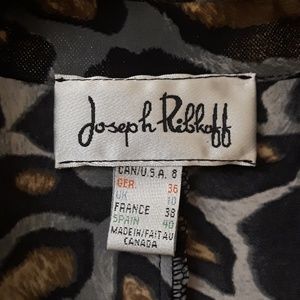 Joseph Ribkoff
CAN/U.S.A. 8
GER. 36
UK 10
FRANCE 38
SPAIN 40
MADE IN/FAIT AU
CANADA